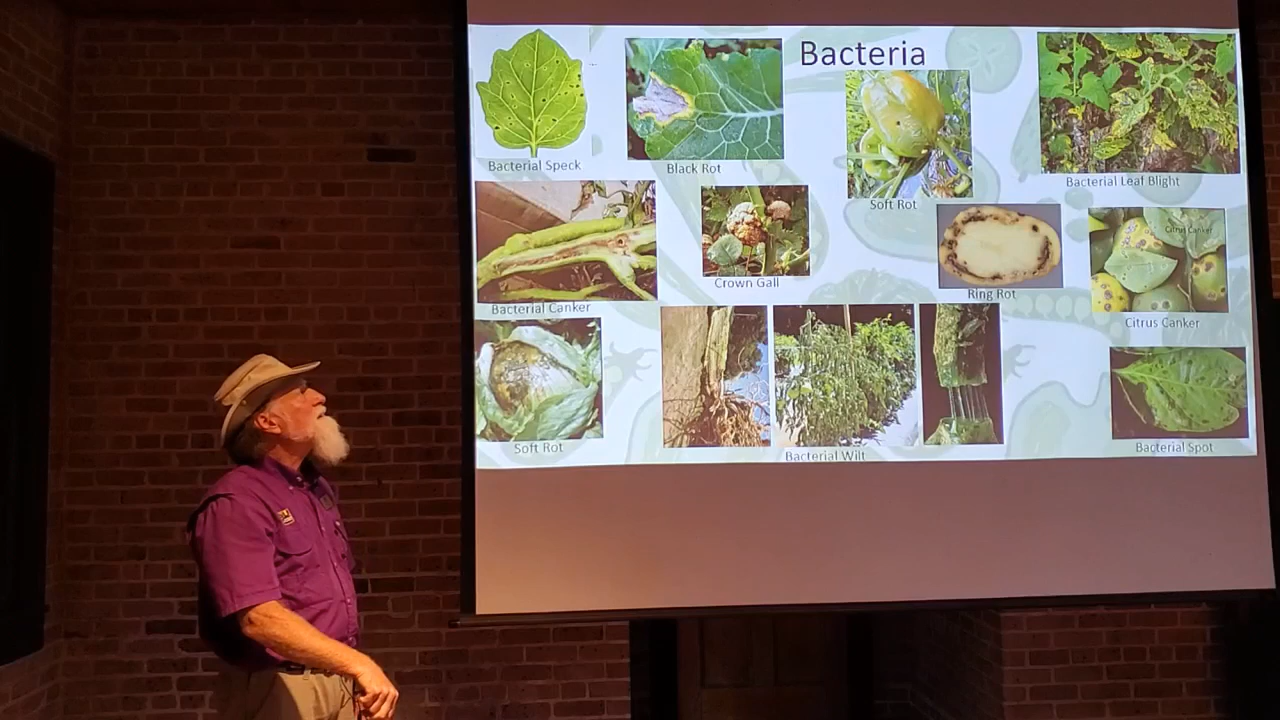 Bacteria
Bacterial Speck
Black Rot
Soft Rot
Bacterial Leaf Blight
Bacterial Canker
Crown Gall
Ring Rot
Citrus Canker
Citrus Canker
Soft Rot
Bacterial Wilt
Bacterial Spot